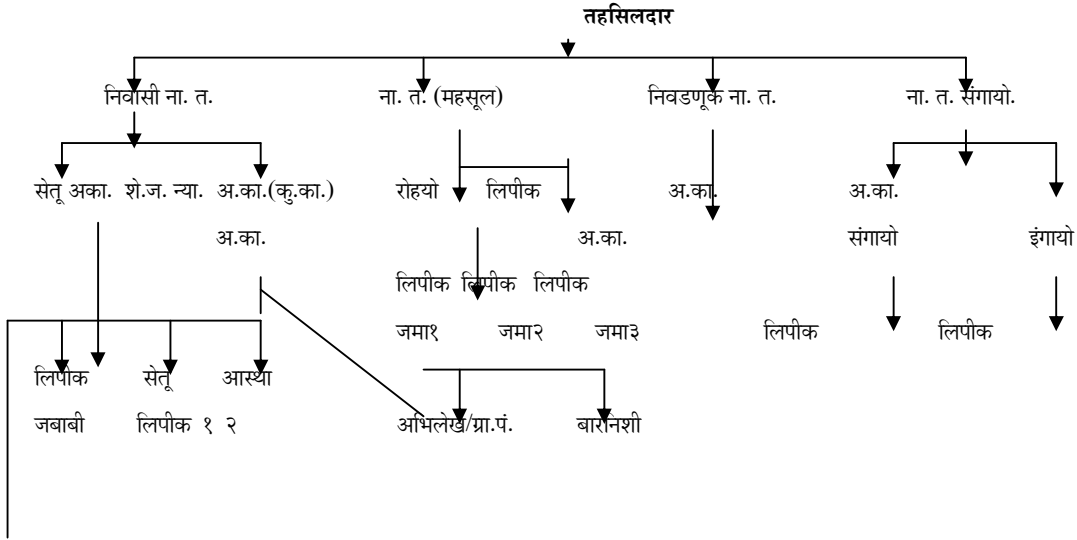 तहसिलदार
निवासी ना. त. ना. त. (महसूल) निवडणूक ना. त. ना. त. संगायो.
सेतू अका. शे.ज. न्या. अ.का.(कु.का.) रोहयो लिपीक अ.का. अ.का.
अ.का. अ.का. संगायो इंगायो
लिपीक लिपीक लिपीक
जमा१ जमा२ जमा३ लिपीक लिपीक
लिपीक सेतू आस्था
जबाबी लिपीक १ २ अभिलेख/ग्रा.पं. बारनिशी